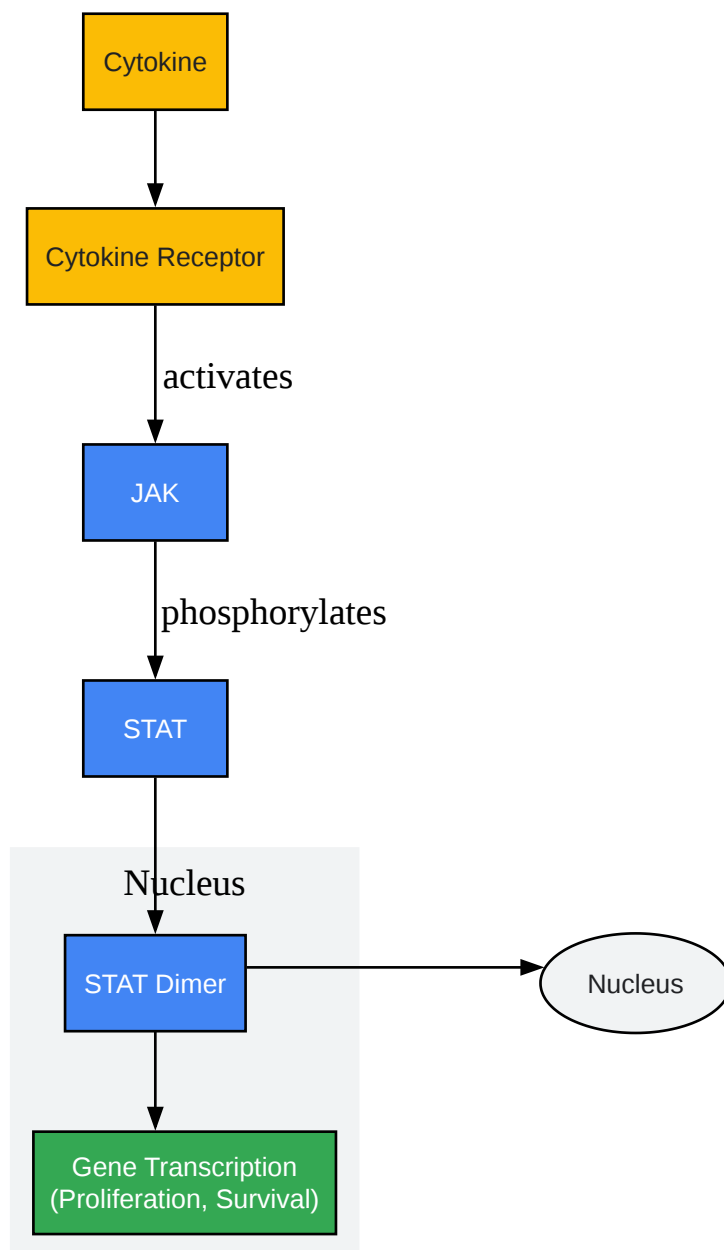 Cytokine
Cytokine Receptor
activates
JAK
phosphorylates
STAT
Nucleus
STAT Dimer
Nucleus
Gene Transcription
(Proliferation, Survival)